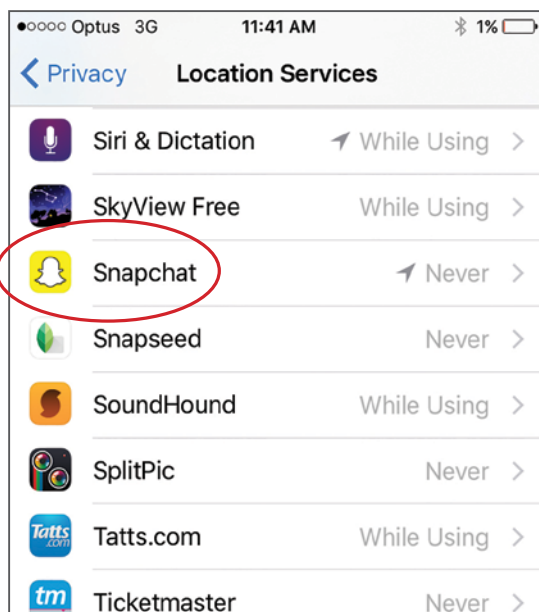 Optus 3G 11:41 AM 1%
Privacy Location Services
Siri & Dictation While Using
SkyView Free While Using
Snapchat Never
Snapseed Never
SoundHound While Using
SplitPic Never
Tatts.com Tatts.com While Using
tm Ticketmaster Never